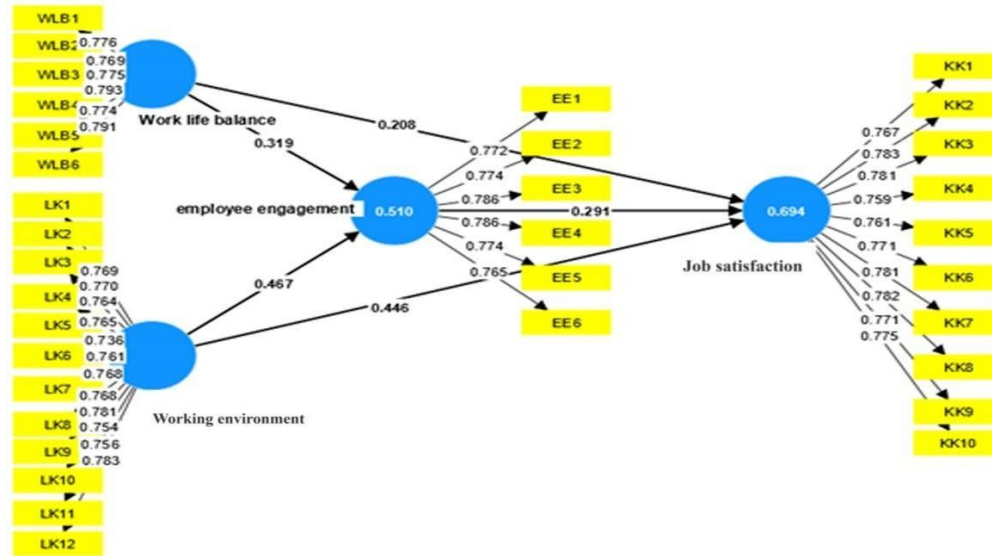 WLB1
WLB2
WLB3
WLB4
WLB5
WLB6
0.776
0.769
0.775
0.793
0.774
0.791
Work life balance
0.319
0.208
LK1
LK2
LK3
LK4
LK5
LK6
LK7
LK8
LK9
LK10
LK11
LK12
0.769
0.770
0.764
0.765
0.736
0.761
0.768
0.768
0.781
0.754
0.756
0.783
Working environment
0.467
0.446
employee engagement
0.510
EE1
EE2
EE3
EE4
EE5
EE6
0.772
0.774
0.786
0.786
0.774
0.765
0.291
0.694
Job satisfaction
0.767
0.783
0.781
0.759
0.761
0.771
0.781
0.782
0.771
0.775
KK1
KK2
KK3
KK4
KK5
KK6
KK7
KK8
KK9
KK10